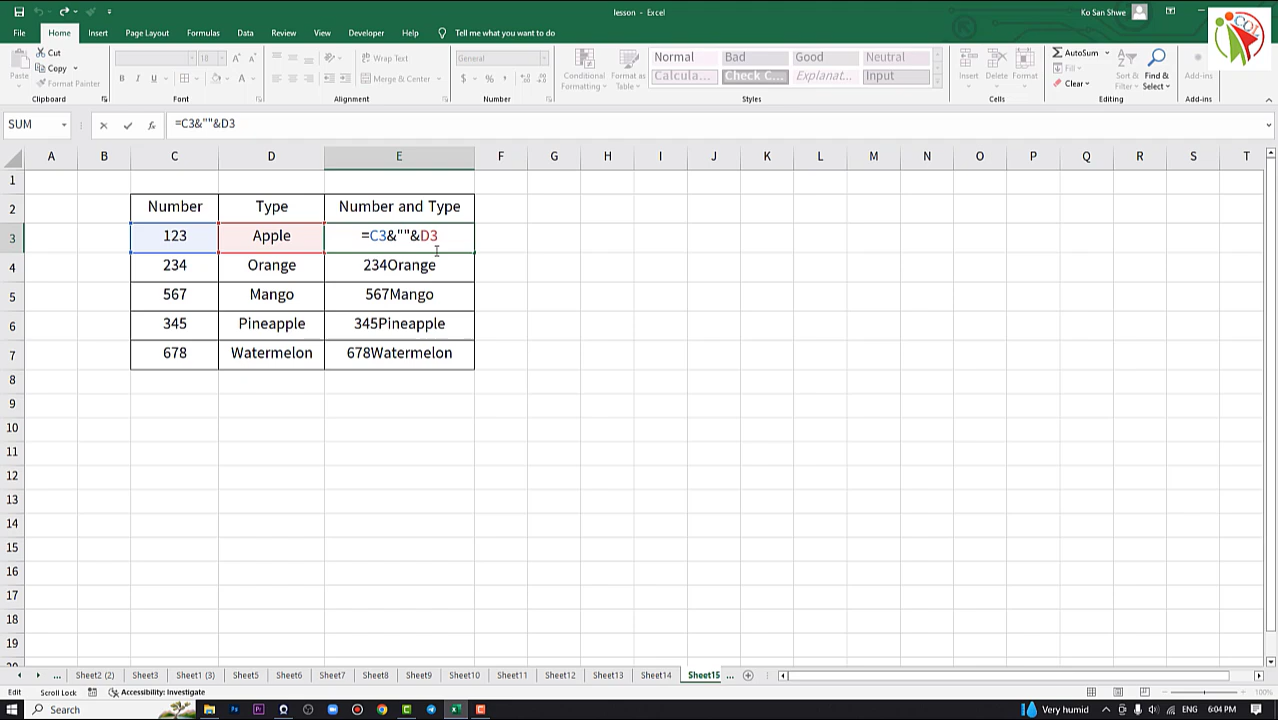 lesson - Excel
Ko San Shwe
File Home Insert Page Layout Formulas Data Review View Developer Help Tell me what you want to do
Paste Cut Copy Format Painter Clipboard
18 B I U A A Font
Wrap Text Merge & Center Alignment
General $ % , Number
Conditional Formatting Format as Table
Normal Bad Good Neutral
Calcula... Check C... Explanat... Input
Styles
Insert Delete Format Cells
AutoSum Fill Clear Sort & Filter Find & Select Editing
Add-ins Add-ins
SUM fx =C3&""&D3
A B C D E F G H I J K L M N O P Q R S T
1
2 Number Type Number and Type
3 123 Apple =C3&""&D3
4 234 Orange 234Orange
5 567 Mango 567Mango
6 345 Pineapple 345Pineapple
7 678 Watermelon 678Watermelon
8
9
10
11
12
13
14
15
16
17
18
19
... Sheet2 (2) Sheet3 Sheet1 (3) Sheet5 Sheet6 Sheet7 Sheet8 Sheet9 Sheet10 Sheet11 Sheet12 Sheet13 Sheet14 Sheet15 ...
Edit Scroll Lock Accessibility: Investigate 100%
Search Very humid ENG 6:04 PM